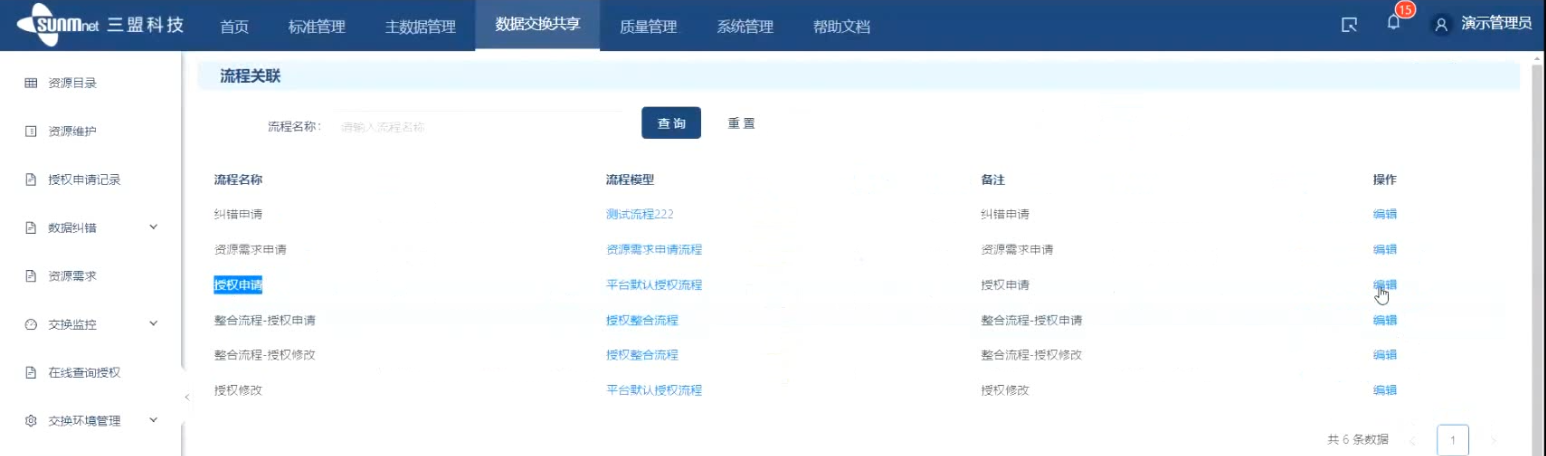 SUNMnet 三盟科技 首页 标准管理 主数据管理 数据交换共享 质量管理 系统管理 帮助文档 15 演示管理员
资源目录
资源维护
授权申请记录
数据纠错
资源需求
交换监控
在线查询授权
交换环境管理
流程关联
流程名称： 请输入流程名称 查询 重置
流程名称 流程模型 备注 操作
纠错申请 测试流程222 纠错申请 编辑
资源需求申请 资源需求申请流程 资源需求申请 编辑
授权申请 平台默认授权流程 授权申请 编辑
整合流程-授权申请 授权整合流程 整合流程-授权申请 编辑
整合流程-授权修改 授权整合流程 整合流程-授权修改 编辑
授权修改 平台默认授权流程 授权修改 编辑
共 6 条数据 1